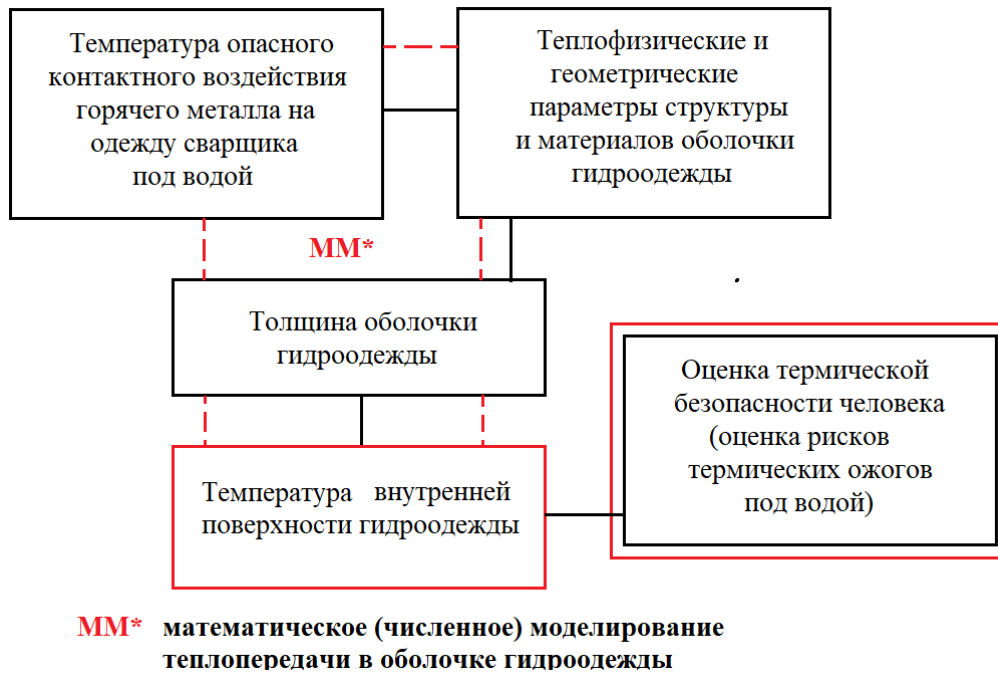 Температура опасного
контактного воздействия
горячего металла на
одежду сварщика
под водой
Теплофизические и
геометрические
параметры структуры
и материалов оболочки
гидроодежды
ММ*
Толщина оболочки
гидроодежды
Оценка термической
безопасности человека
(оценка рисков
термических ожогов
под водой)
Температура внутренней
поверхности гидроодежды
ММ* математическое (численное) моделирование
теплопередачи в оболочке гидроодежды